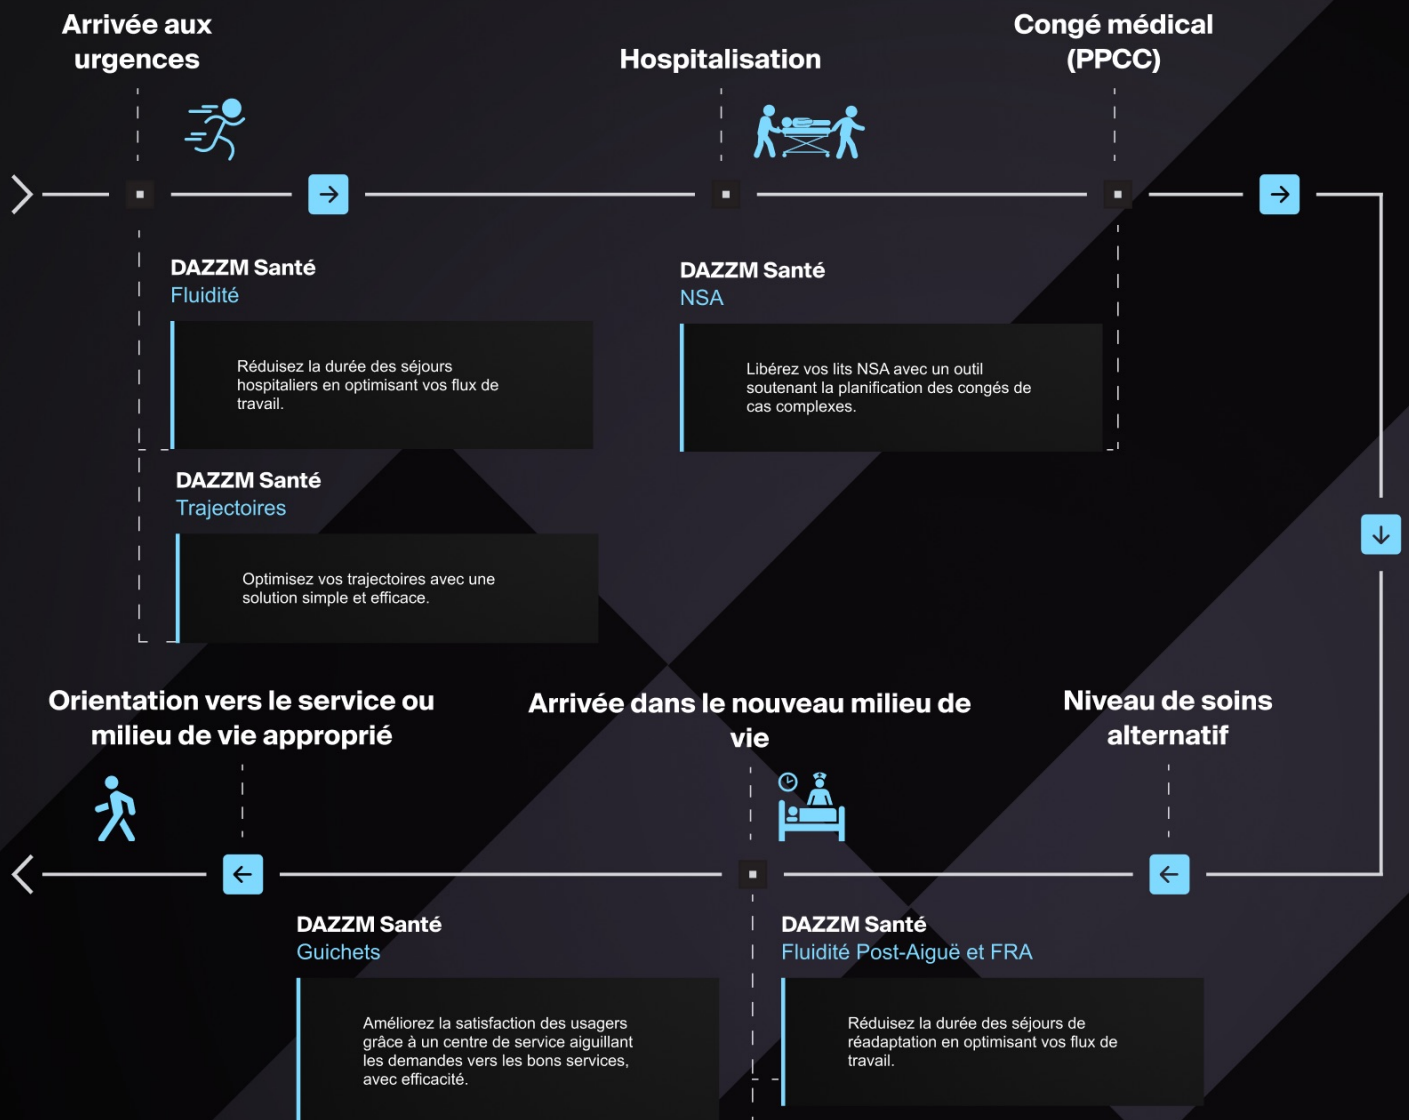 Arrivée aux
urgences
Hospitalisation
Congé médical
(PPCC)
DAZZM Santé
Fluidité
Réduisez la durée des séjours
hospitaliers en optimisant vos flux de
travail.
DAZZM Santé
NSA
Libérez vos lits NSA avec un outil
soutenant la planification des congés de
cas complexes.
DAZZM Santé
Trajectoires
Optimisez vos trajectoires avec une
solution simple et efficace.
Orientation vers le service ou
milieu de vie approprié
Arrivée dans le nouveau milieu de
vie
Niveau de soins
alternatif
DAZZM Santé
Guichets
Améliorez la satisfaction des usagers
grâce à un centre de service aiguillant
les demandes vers les bons services,
avec efficacité.
DAZZM Santé
Fluidité Post-Aiguë et FRA
Réduisez la durée des séjours de
réadaptation en optimisant vos flux de
travail.